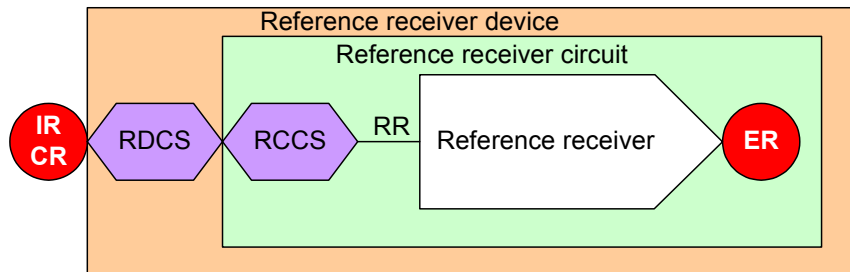 Reference receiver device
Reference receiver circuit
IR
CR
RDCS
RCCS
RR
Reference receiver
ER